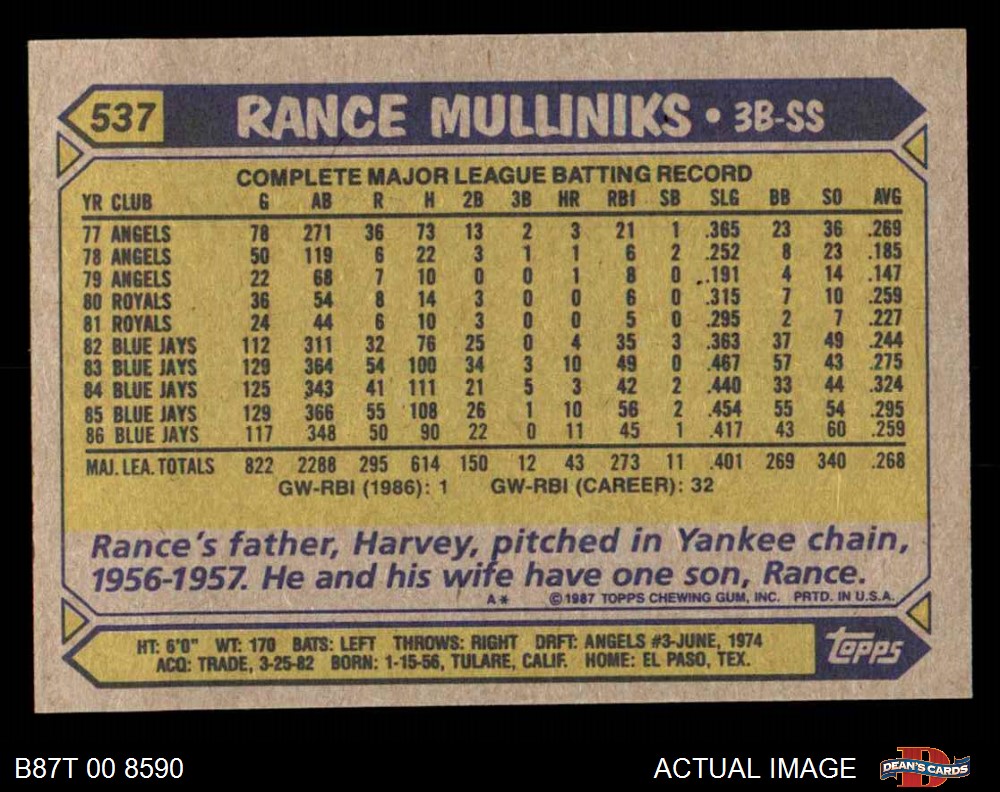 537 RANCE MULLINIKS • 3B-SS
COMPLETE MAJOR LEAGUE BATTING RECORD
YR CLUB G AB R H 2B 3B HR RBI SB SLG BB SO AVG
77 ANGELS 78 271 36 73 13 2 3 21 1 .365 23 36 .269
78 ANGELS 50 119 6 22 3 1 1 6 2 .252 8 23 .185
79 ANGELS 22 68 7 10 0 0 1 8 0 .191 4 14 .147
80 ROYALS 36 54 8 14 3 0 0 6 0 .315 7 10 .259
81 ROYALS 24 44 6 10 3 0 0 5 0 .295 2 7 .227
82 BLUE JAYS 112 311 32 76 25 0 4 35 3 .363 37 49 .244
83 BLUE JAYS 129 364 54 100 34 3 10 49 0 .467 57 43 .275
84 BLUE JAYS 125 343 41 111 21 5 3 42 2 .440 33 44 .324
85 BLUE JAYS 129 366 55 108 26 1 10 56 2 .454 55 54 .295
86 BLUE JAYS 117 348 50 90 22 0 11 45 1 .417 43 60 .259
MAJ. LEA. TOTALS 822 2288 295 614 150 12 43 273 11 .401 269 340 .268
GW-RBI (1986): 1 GW-RBI (CAREER): 32
Rance's father, Harvey, pitched in Yankee chain,
1956-1957. He and his wife have one son, Rance.
A* ©1987 TOPPS CHEWING GUM, INC. PRTD. IN U.S.A.
HT: 6'0" WT: 170 BATS: LEFT THROWS: RIGHT DRFT: ANGELS #3-JUNE, 1974
ACQ: TRADE, 3-25-82 BORN: 1-15-56, TULARE, CALIF. HOME: EL PASO, TEX.
topps
B87T 00 8590 ACTUAL IMAGE D DEAN'S CARDS